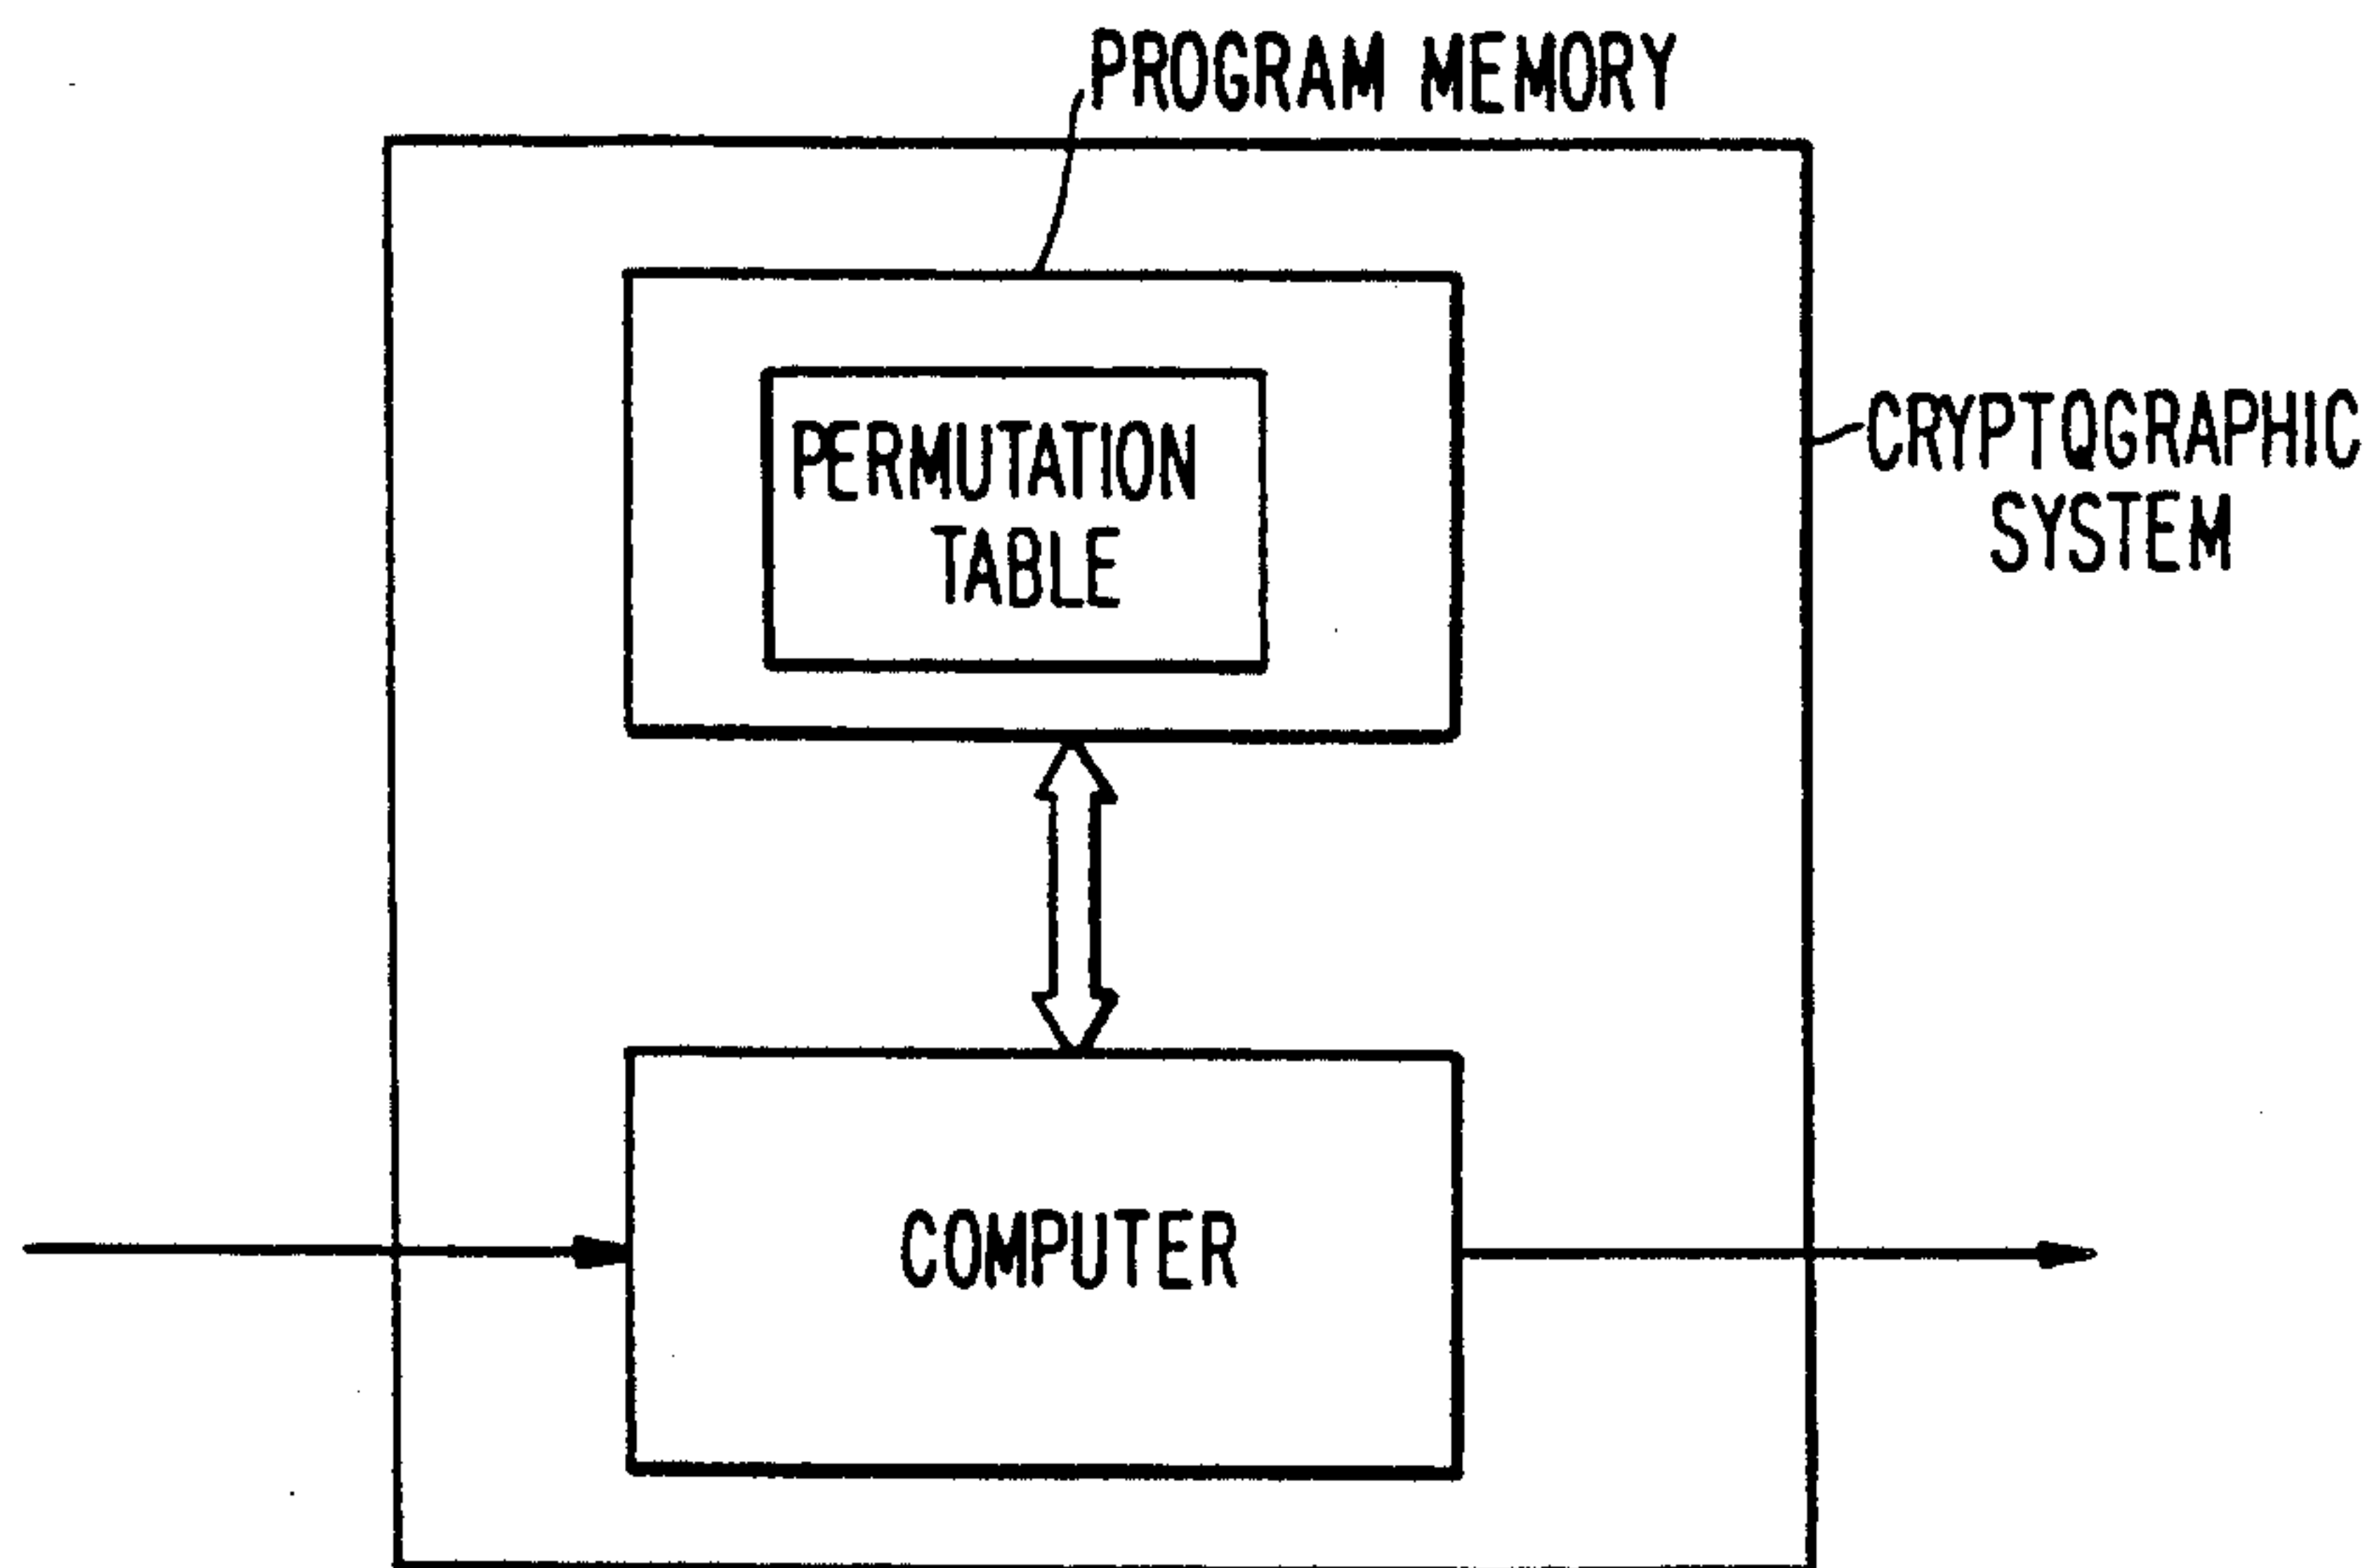 PROGRAM MEMORY
PERMUTATION
TABLE
CRYPTQGRAPHIC
SYSTEM
COMPUTER